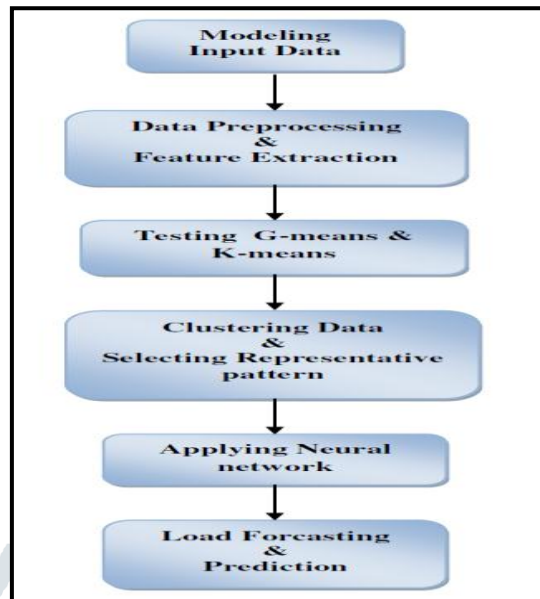 Modeling
Input Data
Data Preprocessing
&
Feature Extraction
Testing G-means &
K-means
Clustering Data
&
Selecting Representative
pattern
Applying Neural
network
Load Forcasting
&
Prediction